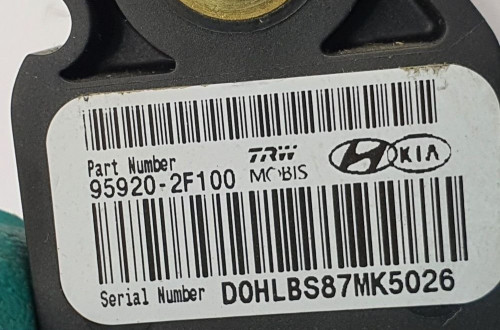 Part Number
95920-2F100
TRW
MOBIS
KIA
Serial Number D0HLBS87MK5026